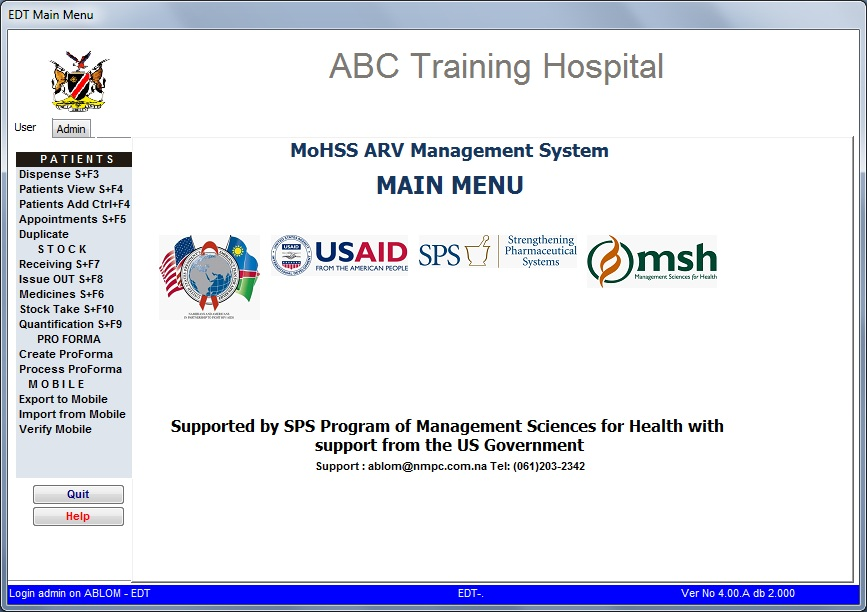 EDT Main Menu
ABC Training Hospital
User
Admin
MoHSS ARV Management System
MAIN MENU
PATIENTS
Dispense S+F3
Patients View S+F4
Patients Add Ctrl+F4
Appointments S+F5
Duplicate
STOCK
Receiving S+F7
Issue OUT S+F8
Medicines S+F6
Stock Take S+F10
Quantification S+F9
PRO FORMA
Create ProForma
Process ProForma
MOBILE
Export to Mobile
Import from Mobile
Verify Mobile
Quit
Help
USAID
USAID
FROM THE AMERICAN PEOPLE
SPS
Strengthening
Pharmaceutical
Systems
msh
Management Sciences for Health
Supported by SPS Program of Management Sciences for Health with
support from the US Government
Support : ablom@nmpc.com.na Tel: (061)203-2342
Login admin on ABLOM - EDT
EDT-.
Ver No 4.00.A db 2.000